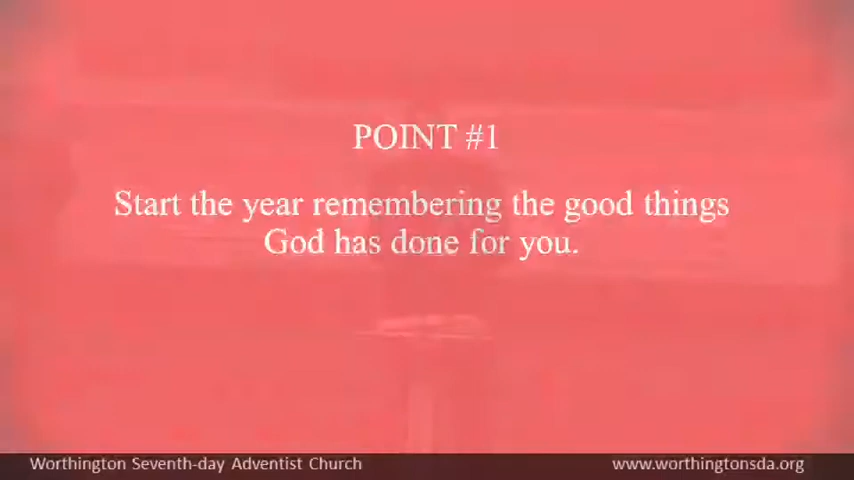 POINT #1
Start the year remembering the good things
God has done for you.
Worthington Seventh-day Adventist Church
www.worthingtonsda.org